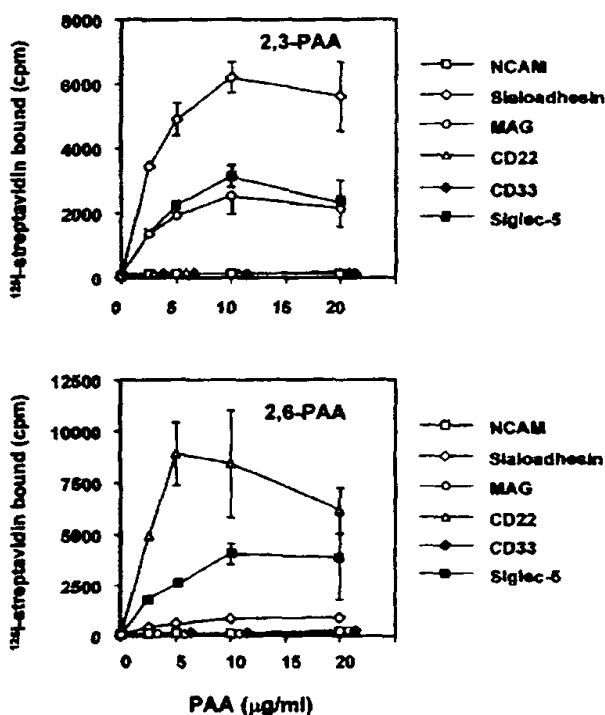 2,3-PAA
¹²⁵I-streptavidin bound (cpm)
8000
6000
4000
2000
0
0 5 10 15 20
NCAM
Sialoadhesin
MAG
CD22
CD33
Siglec-5
2,6-PAA
¹²⁵I-streptavidin bound (cpm)
12500
10000
7500
5000
2500
0
0 5 10 15 20
PAA (µg/ml)
NCAM
Sialoadhesin
MAG
CD22
CD33
Siglec-5